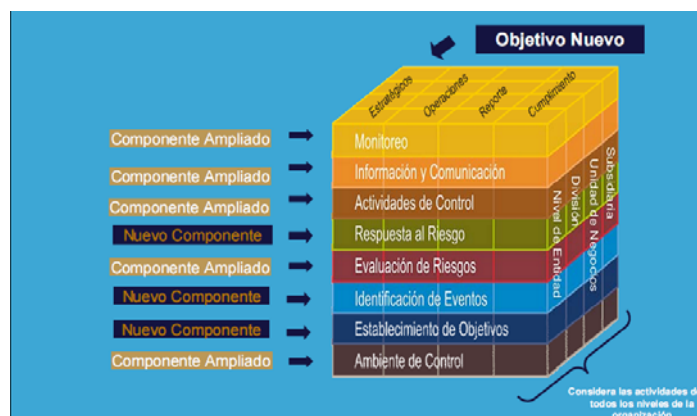 Objetivo Nuevo
Estratégicos
Operaciones
Reporte
Cumplimiento
Componente Ampliado
Monitoreo
Componente Ampliado
Información y Comunicación
Componente Ampliado
Actividades de Control
Nuevo Componente
Respuesta al Riesgo
Componente Ampliado
Evaluación de Riesgos
Nuevo Componente
Identificación de Eventos
Nuevo Componente
Establecimiento de Objetivos
Componente Ampliado
Ambiente de Control
Nivel de Entidad
División
Unidad de Negocios
Subsidiaria
Considera las actividades de
todos los niveles de la
organización